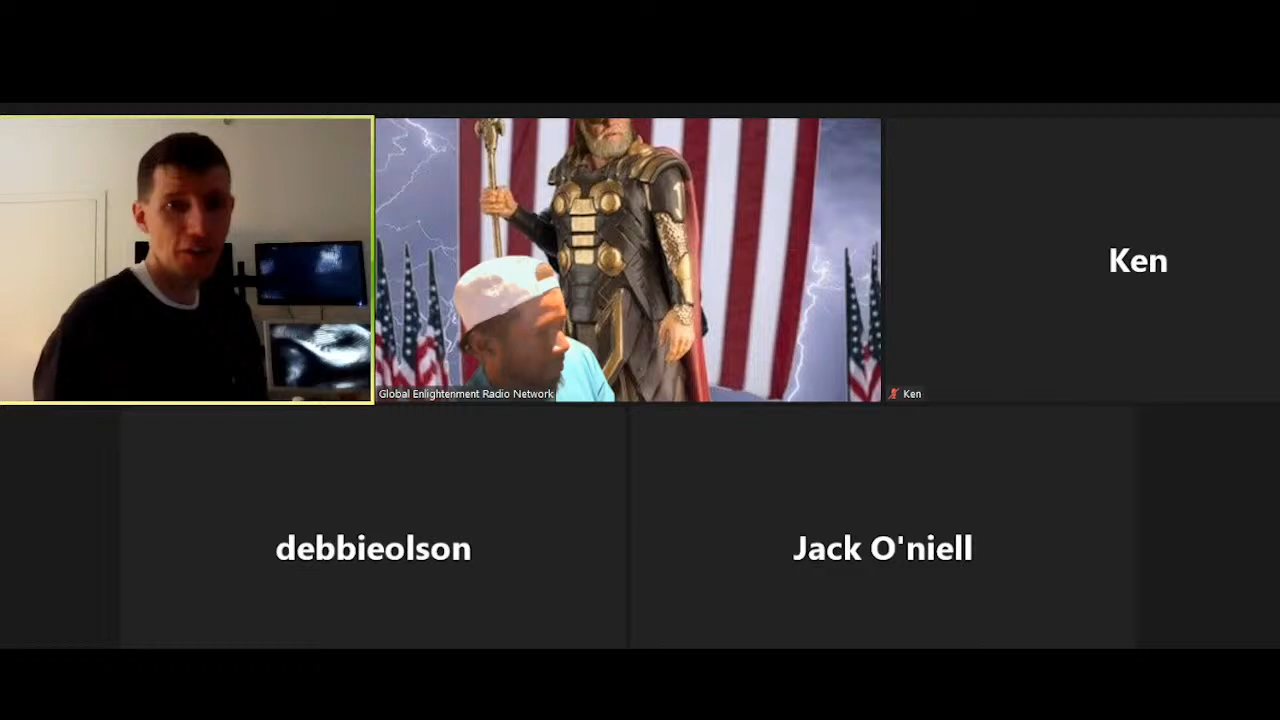 Ken
Global Enlightenment Radio Network
Ken
debbieolson
Jack O'niell